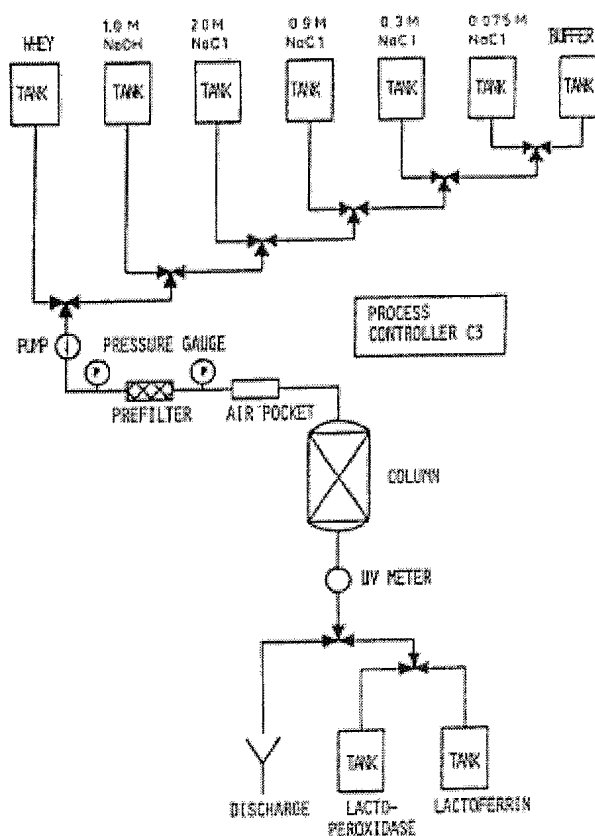 WHEY
1.0 M
NaOH
2.0 M
NaCl
0.9 M
NaCl
0.3 M
NaCl
0.075 M
NaCl
BUFFER
TANK
TANK
TANK
TANK
TANK
TANK
TANK
PROCESS
CONTROLLER C3
PUMP
PRESSURE GAUGE
P
P
PREFILTER
AIR POCKET
COLUMN
UV METER
TANK
TANK
DISCHARGE
LACTO-
PEROXIDASE
LACTOFERRIN